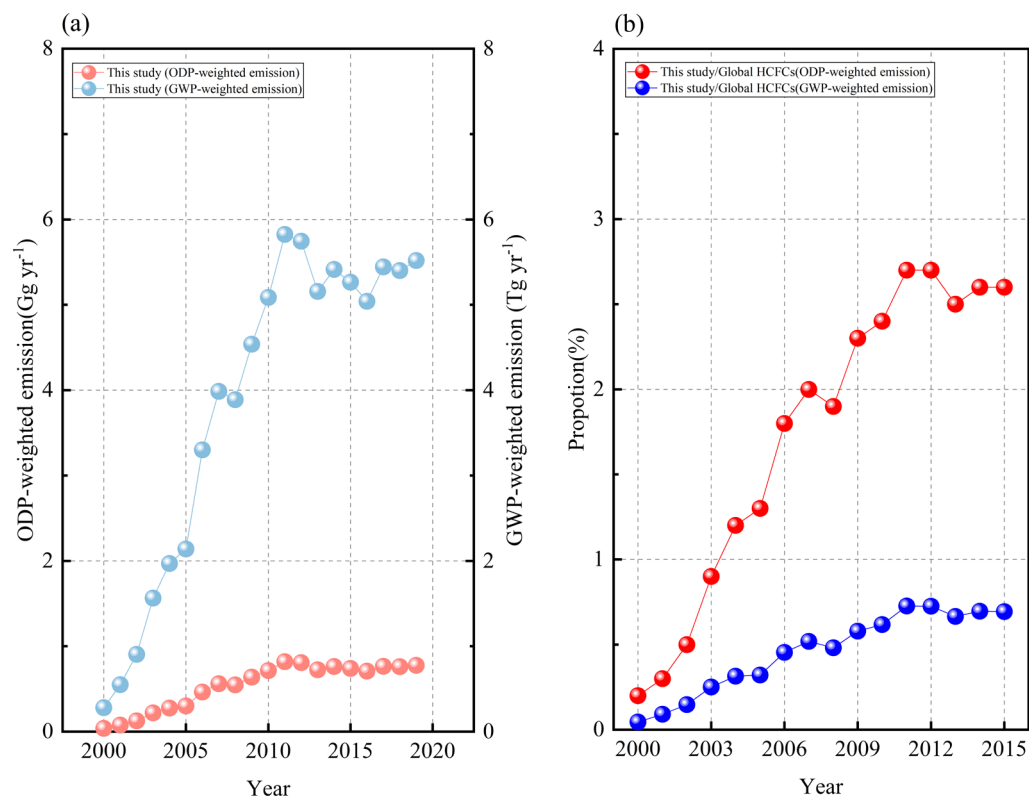 (a)
This study (ODP-weighted emission)
This study (GWP-weighted emission)
8
6
4
2
0
ODP-weighted emission(Gg yr⁻¹)
8
6
4
2
0
GWP-weighted emission (Tg yr⁻¹)
2000 2005 2010 2015 2020
Year
(b)
This study/Global HCFCs(ODP-weighted emission)
This study/Global HCFCs(GWP-weighted emission)
4
3
2
1
0
Propotion(%)
2000 2003 2006 2009 2012 2015
Year